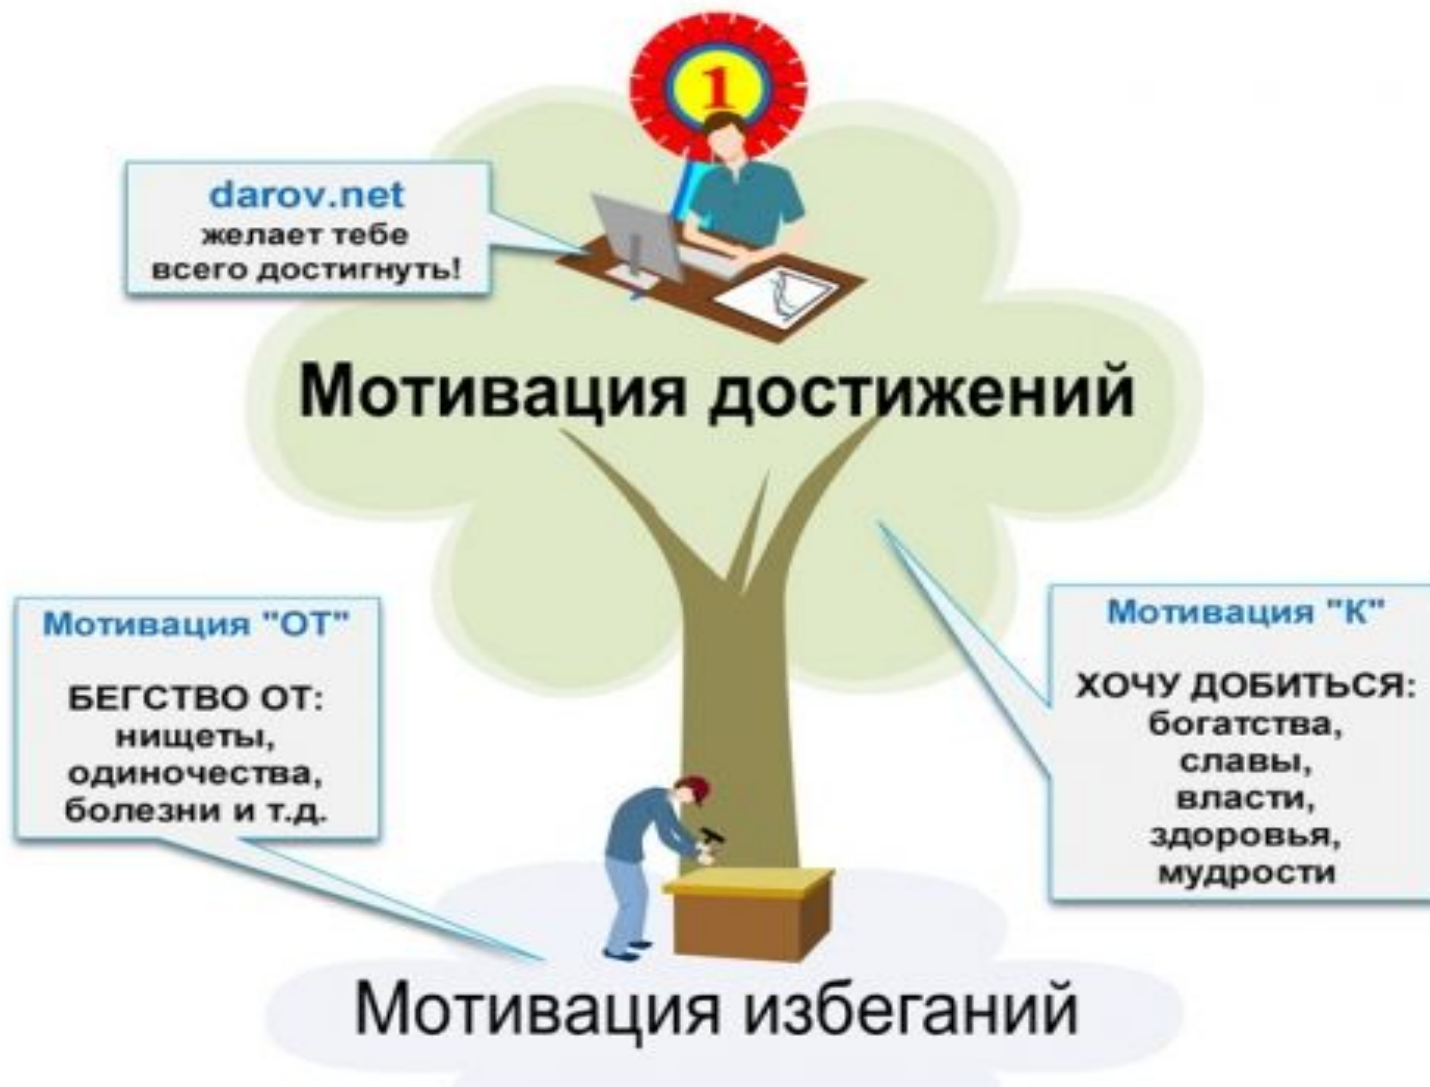 1
darov.net
желает тебе
всего достигнуть!
Мотивация достижений
Мотивация "ОТ"
БЕГСТВО ОТ:
нищеты,
одиночества,
болезни и т.д.
Мотивация "К"
ХОЧУ ДОБИТЬСЯ:
богатства,
славы,
власти,
здоровья,
мудрости
Мотивация избеганий